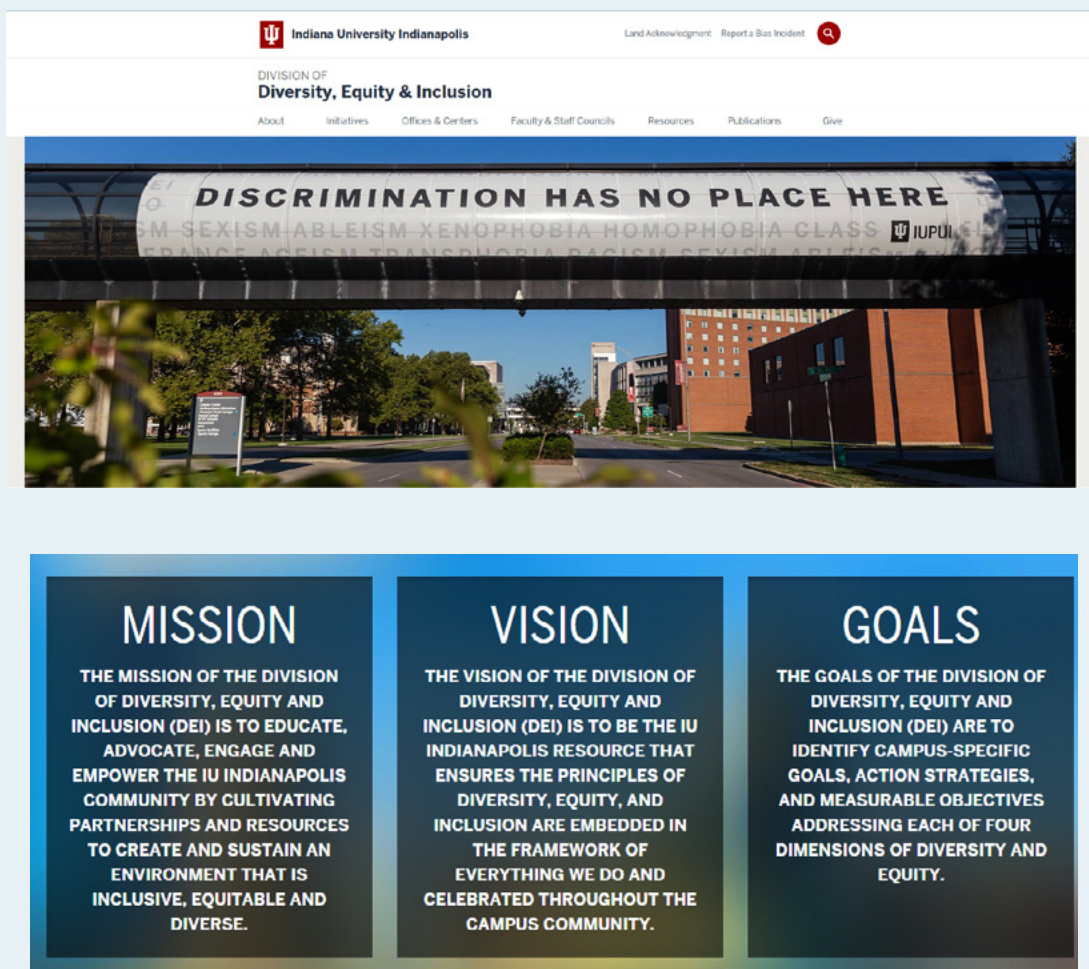 Indiana University Indianapolis
Land Acknowledgment Report a Bias Incident
DIVISION OF
Diversity, Equity & Inclusion
About Initiatives Offices & Centers Faculty & Staff Councils Resources Publications Give
DISCRIMINATION HAS NO PLACE HERE
SEXISM ABLEISM XENOPHOBIA HOMOPHOBIA CLASS
IUPUI
AGEISM TRANSPHOBIA RACISM SEXISM
MISSION
THE MISSION OF THE DIVISION
OF DIVERSITY, EQUITY AND
INCLUSION (DEI) IS TO EDUCATE,
ADVOCATE, ENGAGE AND
EMPOWER THE IU INDIANAPOLIS
COMMUNITY BY CULTIVATING
PARTNERSHIPS AND RESOURCES
TO CREATE AND SUSTAIN AN
ENVIRONMENT THAT IS
INCLUSIVE, EQUITABLE AND
DIVERSE.
VISION
THE VISION OF THE DIVISION OF
DIVERSITY, EQUITY AND
INCLUSION (DEI) IS TO BE THE IU
INDIANAPOLIS RESOURCE THAT
ENSURES THE PRINCIPLES OF
DIVERSITY, EQUITY, AND
INCLUSION ARE EMBEDDED IN
THE FRAMEWORK OF
EVERYTHING WE DO AND
CELEBRATED THROUGHOUT THE
CAMPUS COMMUNITY.
GOALS
THE GOALS OF THE DIVISION OF
DIVERSITY, EQUITY AND
INCLUSION (DEI) ARE TO
IDENTIFY CAMPUS-SPECIFIC
GOALS, ACTION STRATEGIES,
AND MEASURABLE OBJECTIVES
ADDRESSING EACH OF FOUR
DIMENSIONS OF DIVERSITY AND
EQUITY.